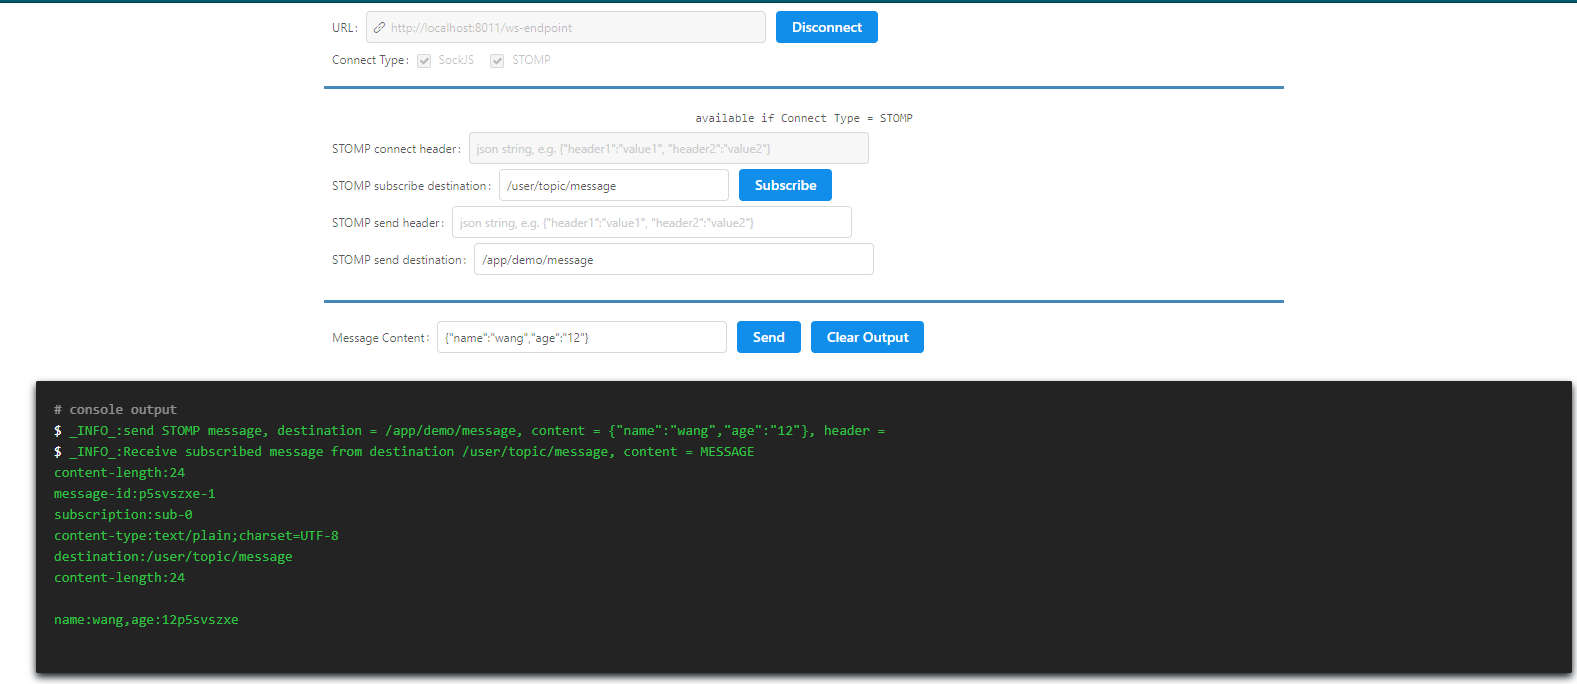 URL: http://localhost:8011/ws-endpoint Disconnect
Connect Type: SockJS STOMP
available if Connect Type = STOMP
STOMP connect header: json string, e.g. {"header1":"value1", "header2":"value2"}
STOMP subscribe destination: /user/topic/message Subscribe
STOMP send header: json string, e.g. {"header1":"value1", "header2":"value2"}
STOMP send destination: /app/demo/message
Message Content: {"name":"wang","age":"12"} Send Clear Output
# console output
$ _INFO_:send STOMP message, destination = /app/demo/message, content = {"name":"wang","age":"12"}, header =
$ _INFO_:Receive subscribed message from destination /user/topic/message, content = MESSAGE
content-length:24
message-id:p5svszxe-1
subscription:sub-0
content-type:text/plain;charset=UTF-8
destination:/user/topic/message
content-length:24
name:wang,age:12p5svszxe